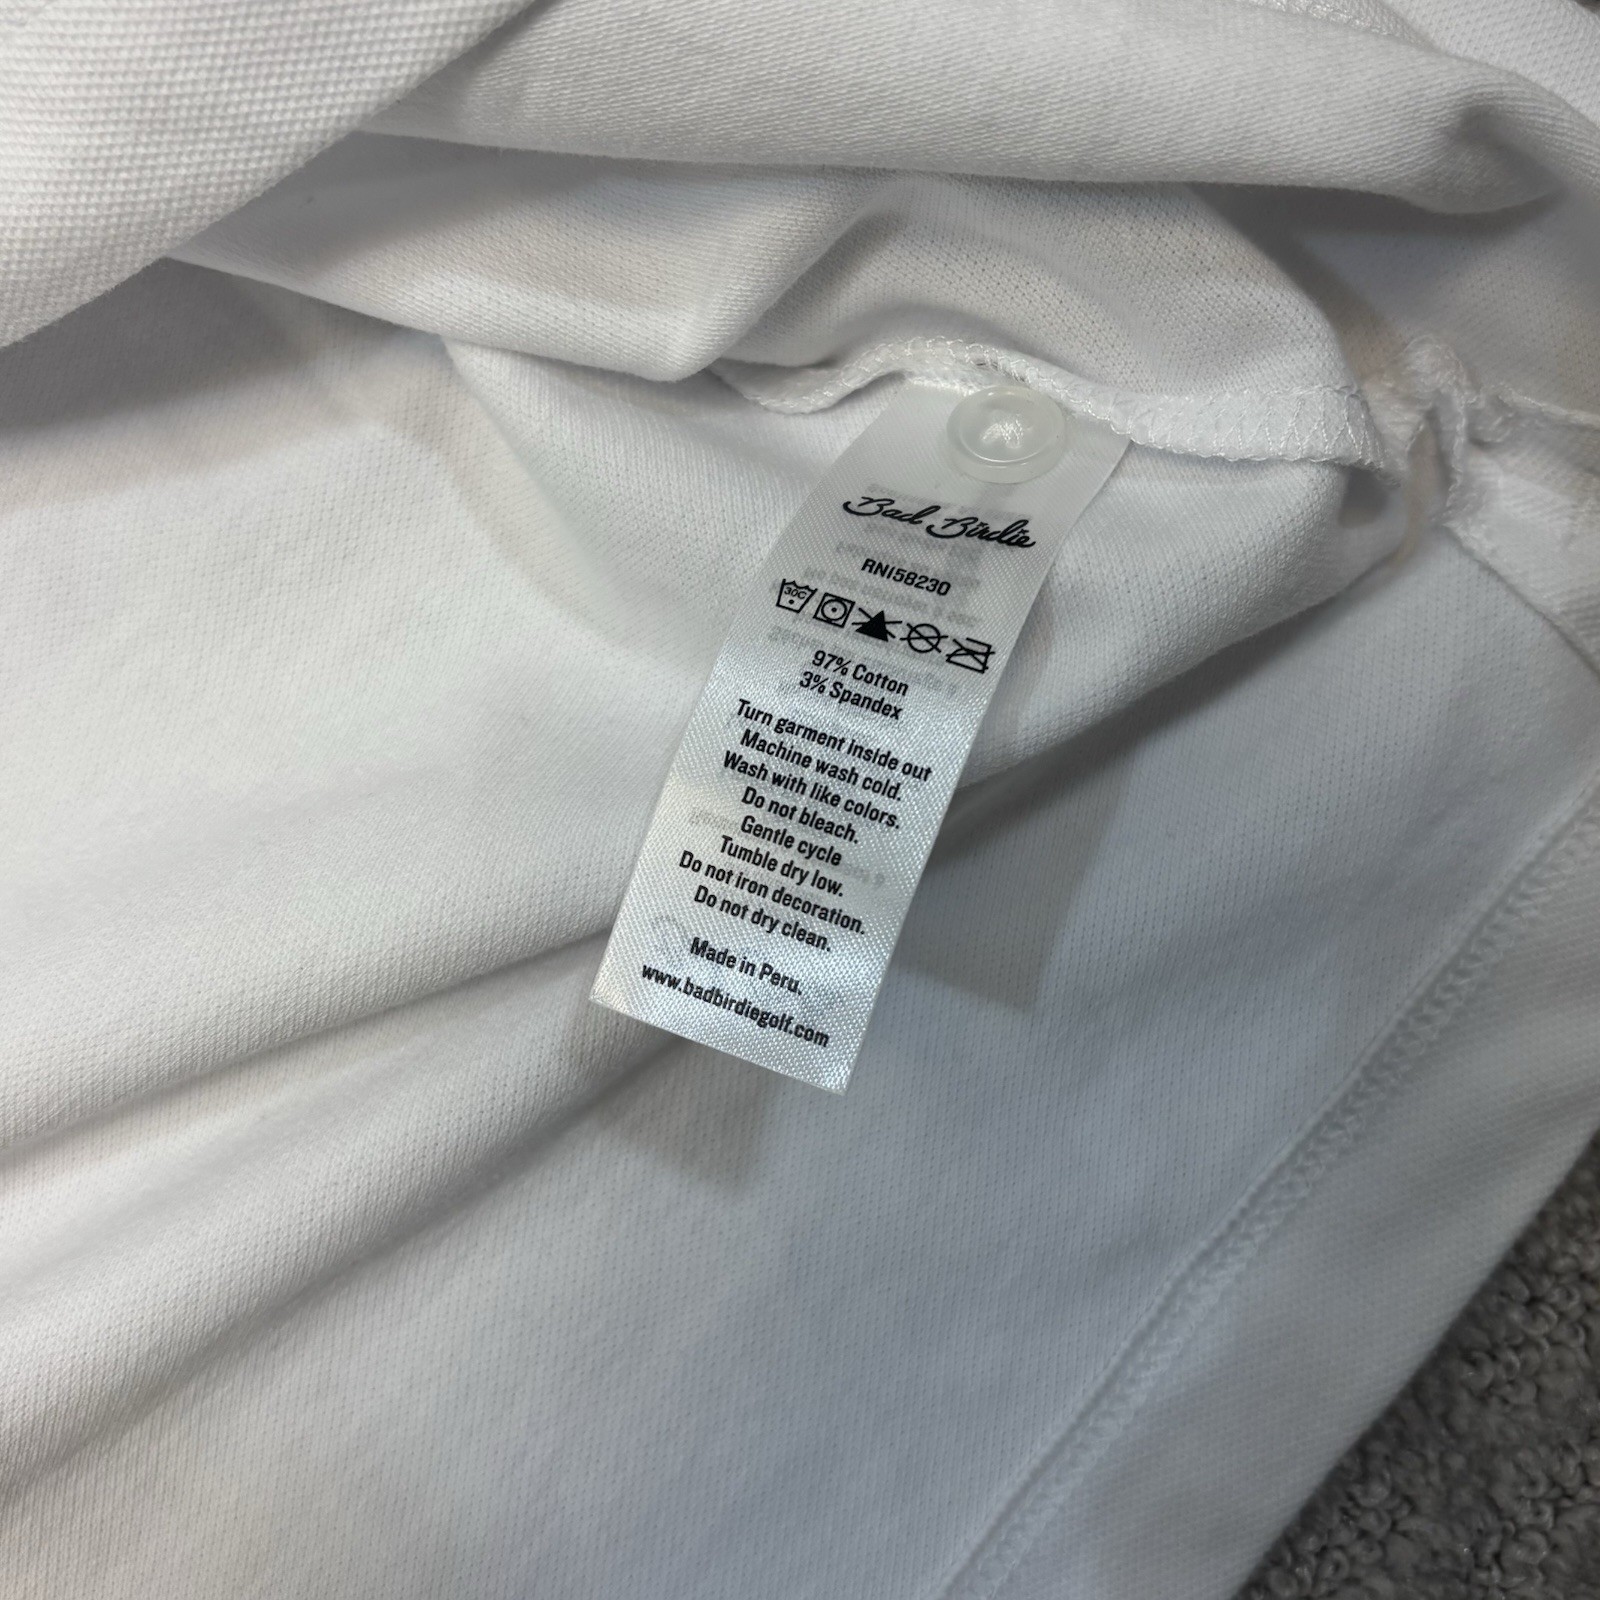 Bad Birdie
RN158230
30C
97% Cotton
3% Spandex
Turn garment inside out
Machine wash cold.
Wash with like colors.
Do not bleach.
Gentle cycle
Tumble dry low.
Do not iron decoration.
Do not dry clean.
Made in Peru.
www.badbirdiegolf.com